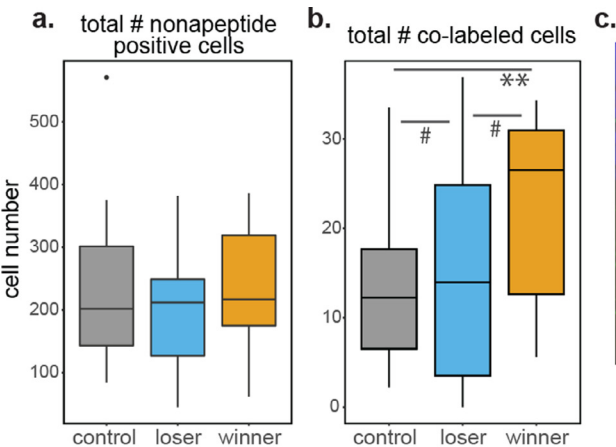 a.
total # nonapeptide
positive cells
cell number
500
400
300
200
100
control loser winner
b.
total # co-labeled cells
**
#
#
30
20
10
0
control loser winner
c.